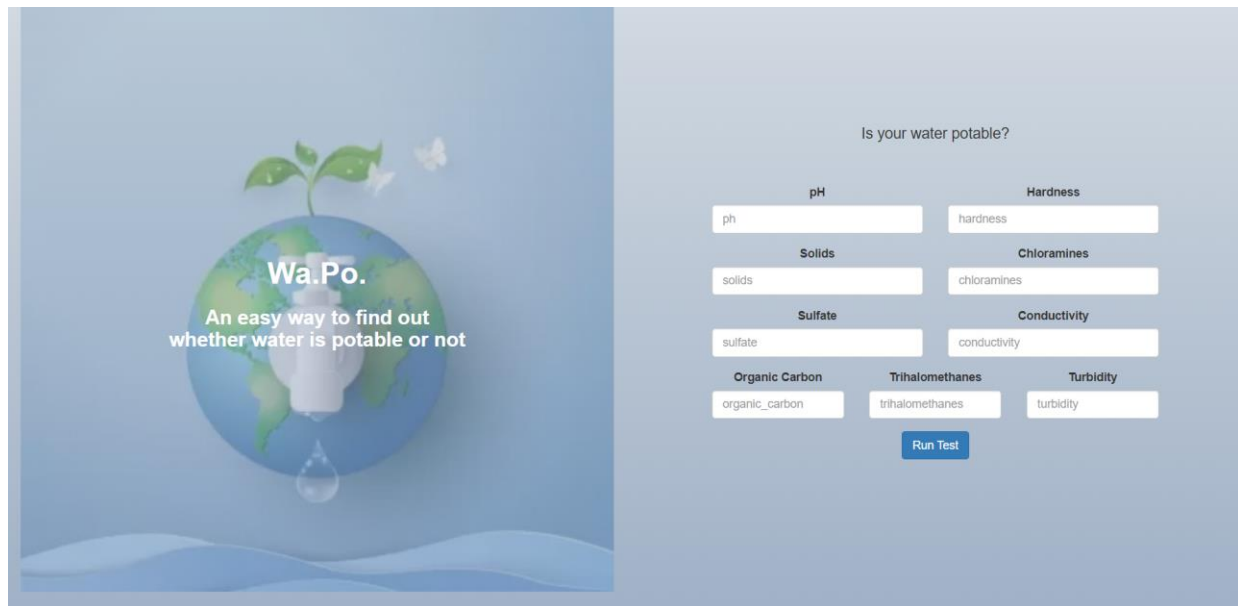 Wa.Po.
An easy way to find out
whether water is potable or not
Is your water potable?
pH Hardness
ph hardness
Solids Chloramines
solids chloramines
Sulfate Conductivity
sulfate conductivity
Organic Carbon Trihalomethanes Turbidity
organic_carbon trihalomethanes turbidity
Run Test